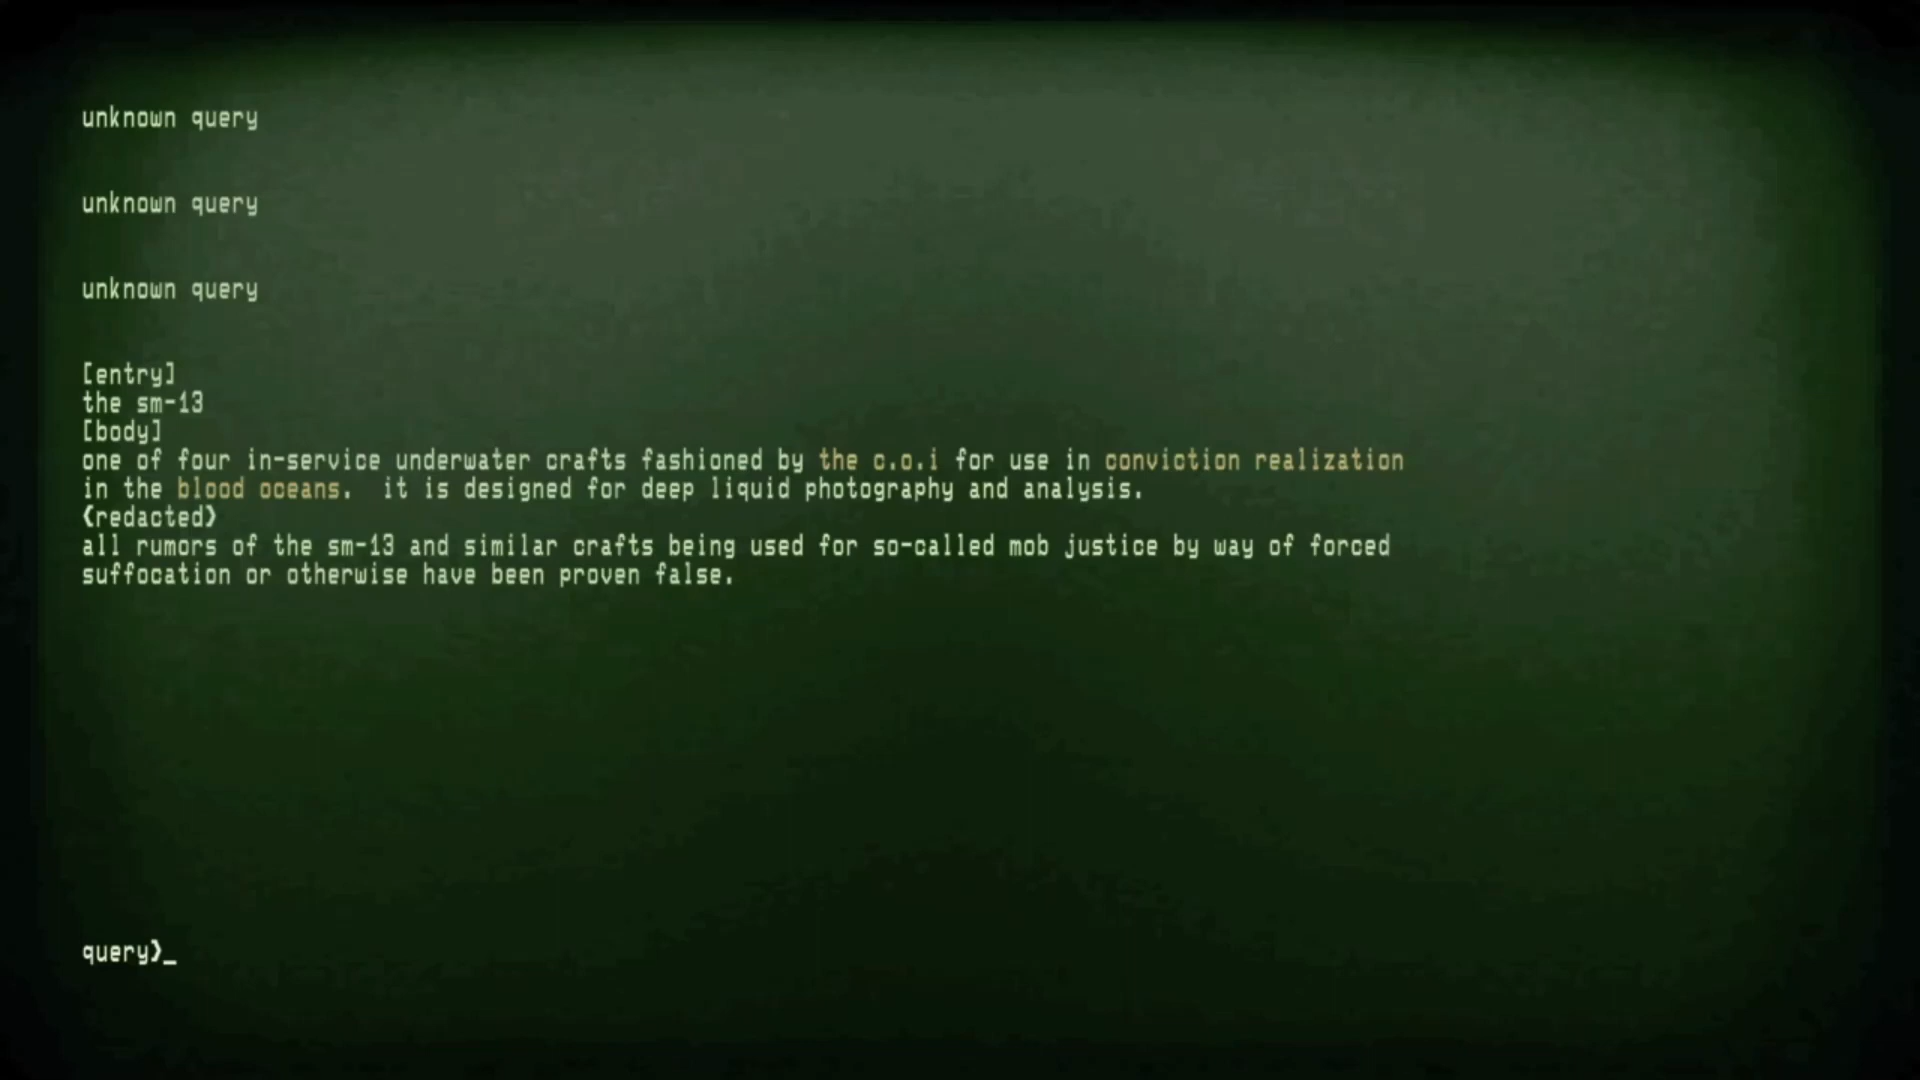 unknown query
unknown query
unknown query
[entry]
the sm-13
[body]
one of four in-service underwater crafts fashioned by the c.o.i for use in conviction realization
in the blood oceans.  it is designed for deep liquid photography and analysis.
{redacted}
all rumors of the sm-13 and similar crafts being used for so-called mob justice by way of forced
suffocation or otherwise have been proven false.
query}_